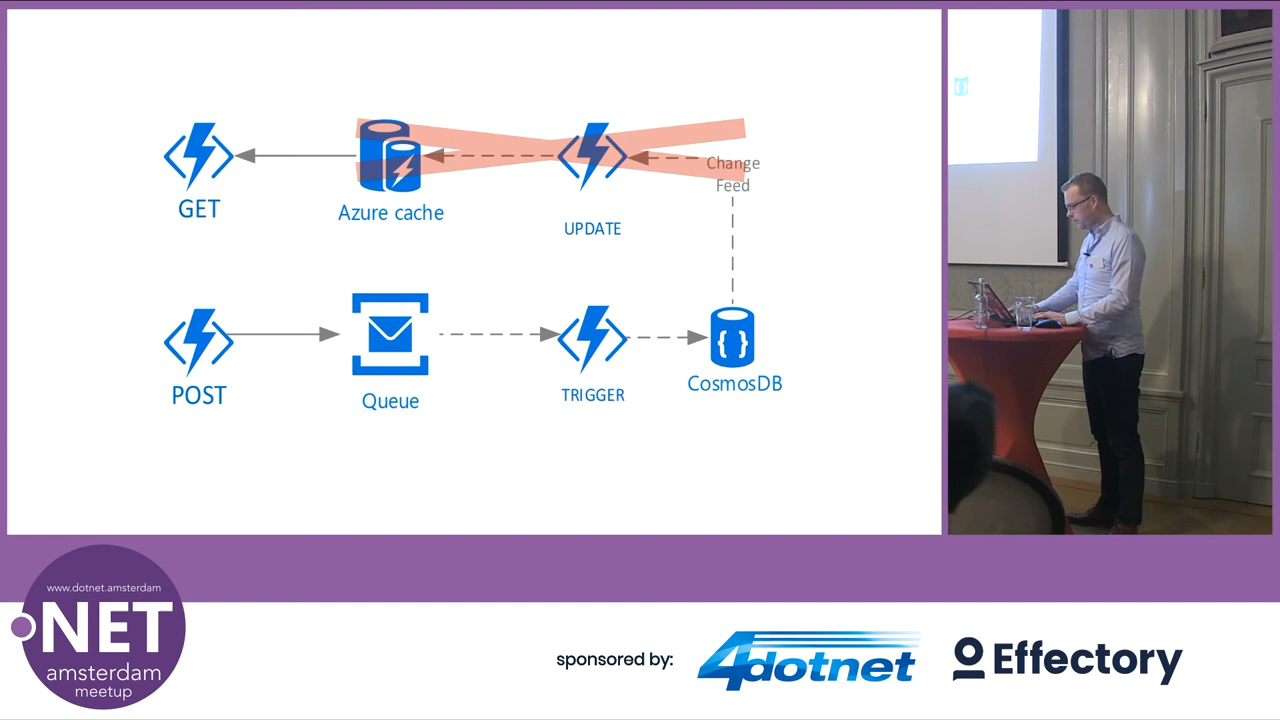 GET
Azure cache
UPDATE
Change
Feed
POST
Queue
TRIGGER
CosmosDB
www.dotnet.amsterdam
NET
amsterdam
meetup
sponsored by:
4dotnet
Effectory